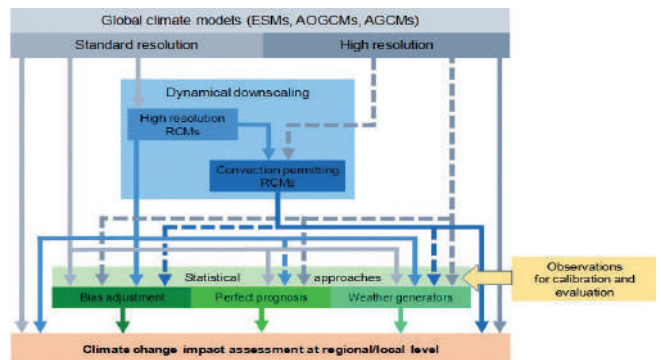 Global climate models (ESMs, AOGCMs, AGCMs)
Standard resolution
High resolution
Dynamical downscaling
High resolution
RCMs
Convection permitting
RCMs
Statistical approaches
Bias adjustment
Perfect prognosis
Weather generators
Observations
for calibration and
evaluation
Climate change impact assessment at regional/local level